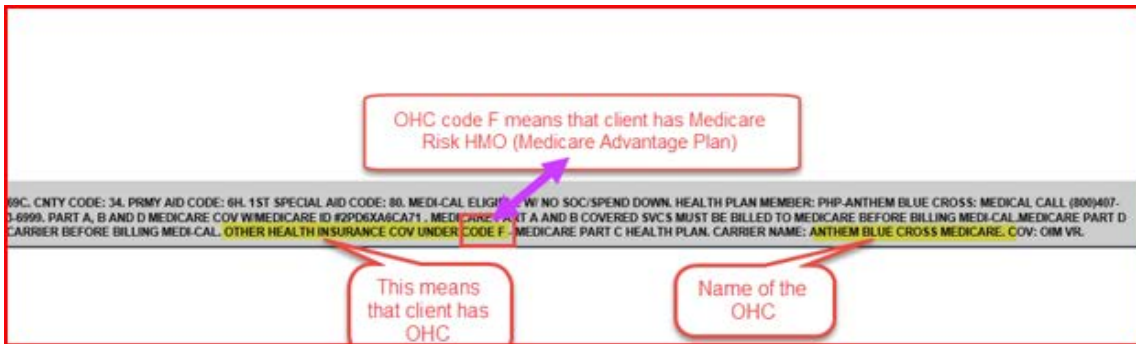 OHC code F means that client has Medicare
Risk HMO (Medicare Advantage Plan)
69C. CNTY CODE: 34. PRMY AID CODE: 6H. 1ST SPECIAL AID CODE: 80. MEDI-CAL ELIGIBLE W/ NO SOC/SPEND DOWN. HEALTH PLAN MEMBER: PHP-ANTHEM BLUE CROSS: MEDICAL CALL (800)407-
-6999. PART A, B AND D MEDICARE COV W/MEDICARE ID #2PD6XA6CA71 . MEDICARE PART A AND B COVERED SVCS MUST BE BILLED TO MEDICARE BEFORE BILLING MEDI-CAL.MEDICARE PART D
CARRIER BEFORE BILLING MEDI-CAL. OTHER HEALTH INSURANCE COV UNDER CODE F - MEDICARE PART C HEALTH PLAN. CARRIER NAME: ANTHEM BLUE CROSS MEDICARE. COV: OIM VR.
This means
that client has
OHC
Name of the
OHC